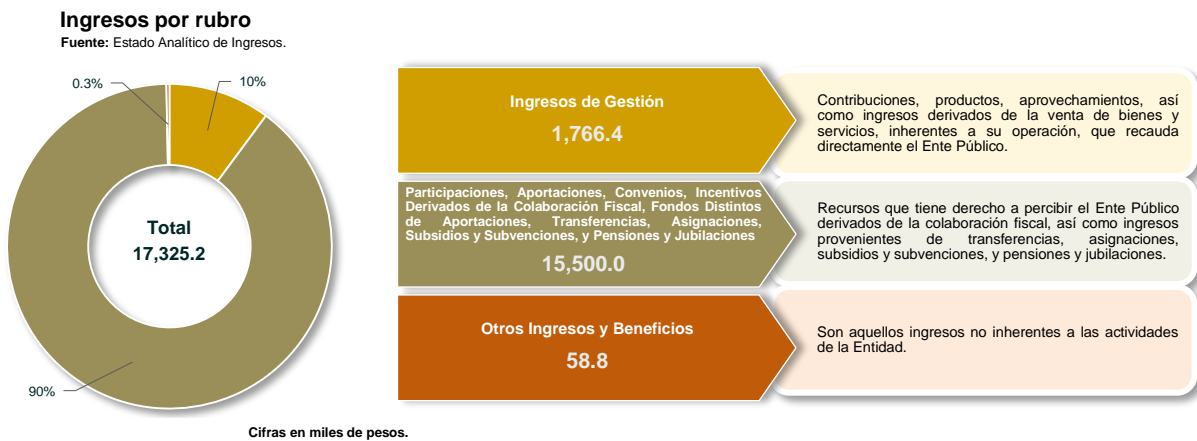 Ingresos por rubro
Fuente: Estado Analítico de Ingresos.
0.3%
10%
Total
17,325.2
90%
Ingresos de Gestión
1,766.4
Contribuciones, productos, aprovechamientos, así
como ingresos derivados de la venta de bienes y
servicios, inherentes a su operación, que recauda
directamente el Ente Público.
Participaciones, Aportaciones, Convenios, Incentivos
Derivados de la Colaboración Fiscal, Fondos Distintos
de Aportaciones, Transferencias, Asignaciones,
Subsidios y Subvenciones, y Pensiones y Jubilaciones
15,500.0
Recursos que tiene derecho a percibir el Ente Público
derivados de la colaboración fiscal, así como ingresos
provenientes de transferencias, asignaciones,
subsidios y subvenciones, y pensiones y jubilaciones.
Otros Ingresos y Beneficios
58.8
Son aquellos ingresos no inherentes a las actividades
de la Entidad.
Cifras en miles de pesos.